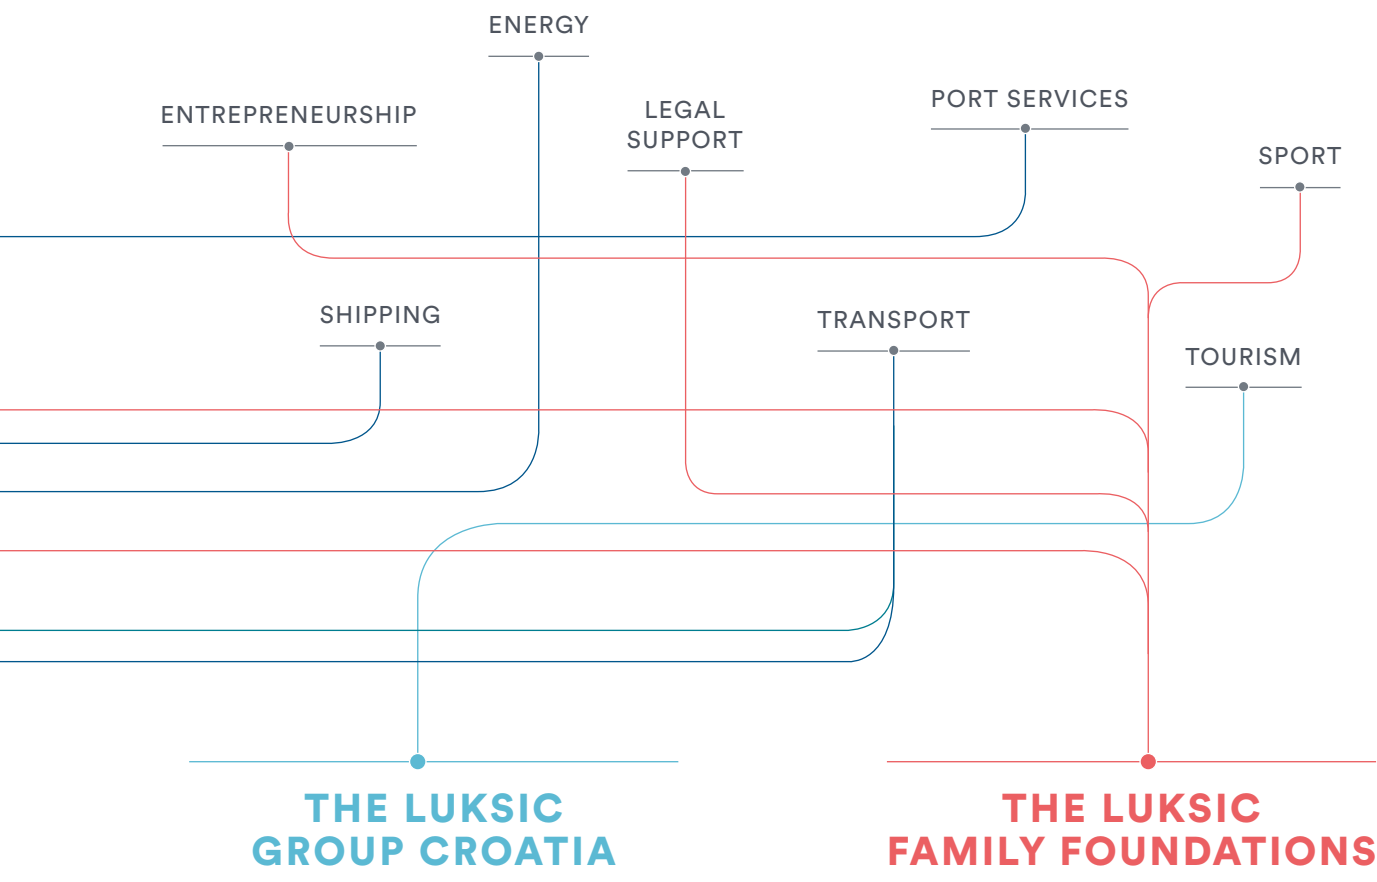 ENERGY
ENTREPRENEURSHIP
LEGAL
SUPPORT
PORT SERVICES
SPORT
SHIPPING
TRANSPORT
TOURISM
THE LUKSIC
GROUP CROATIA
THE LUKSIC
FAMILY FOUNDATIONS